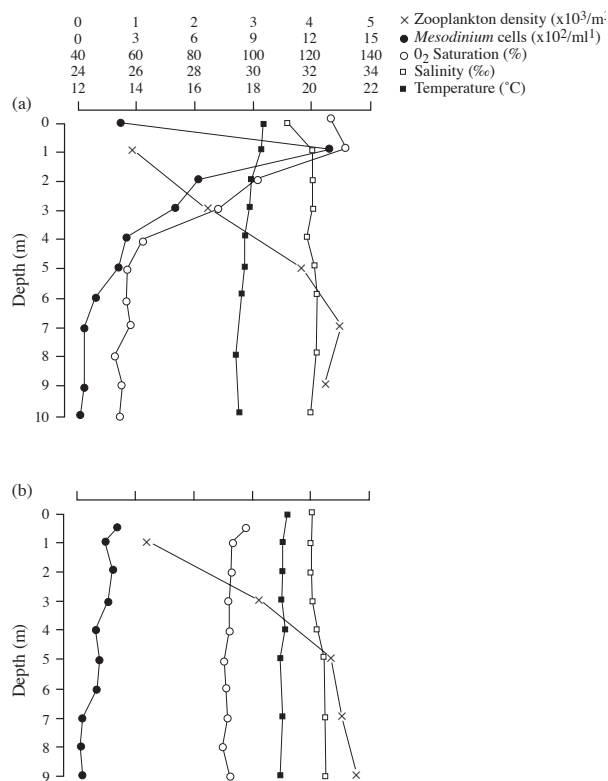 0 1 2 3 4 5 × Zooplankton density (x10³/m³
0 3 6 9 12 15 ● Mesodinium cells (x10²/ml¹)
40 60 80 100 120 140 ○ 0₂ Saturation (%)
24 26 28 30 32 34 □ Salinity (‰)
12 14 16 18 20 22 ■ Temperature (˚C)
(a)
0
1
2
3
4
5
6
7
8
9
10
Depth (m)
(b)
0
1
2
3
4
5
6
7
8
9
Depth (m)